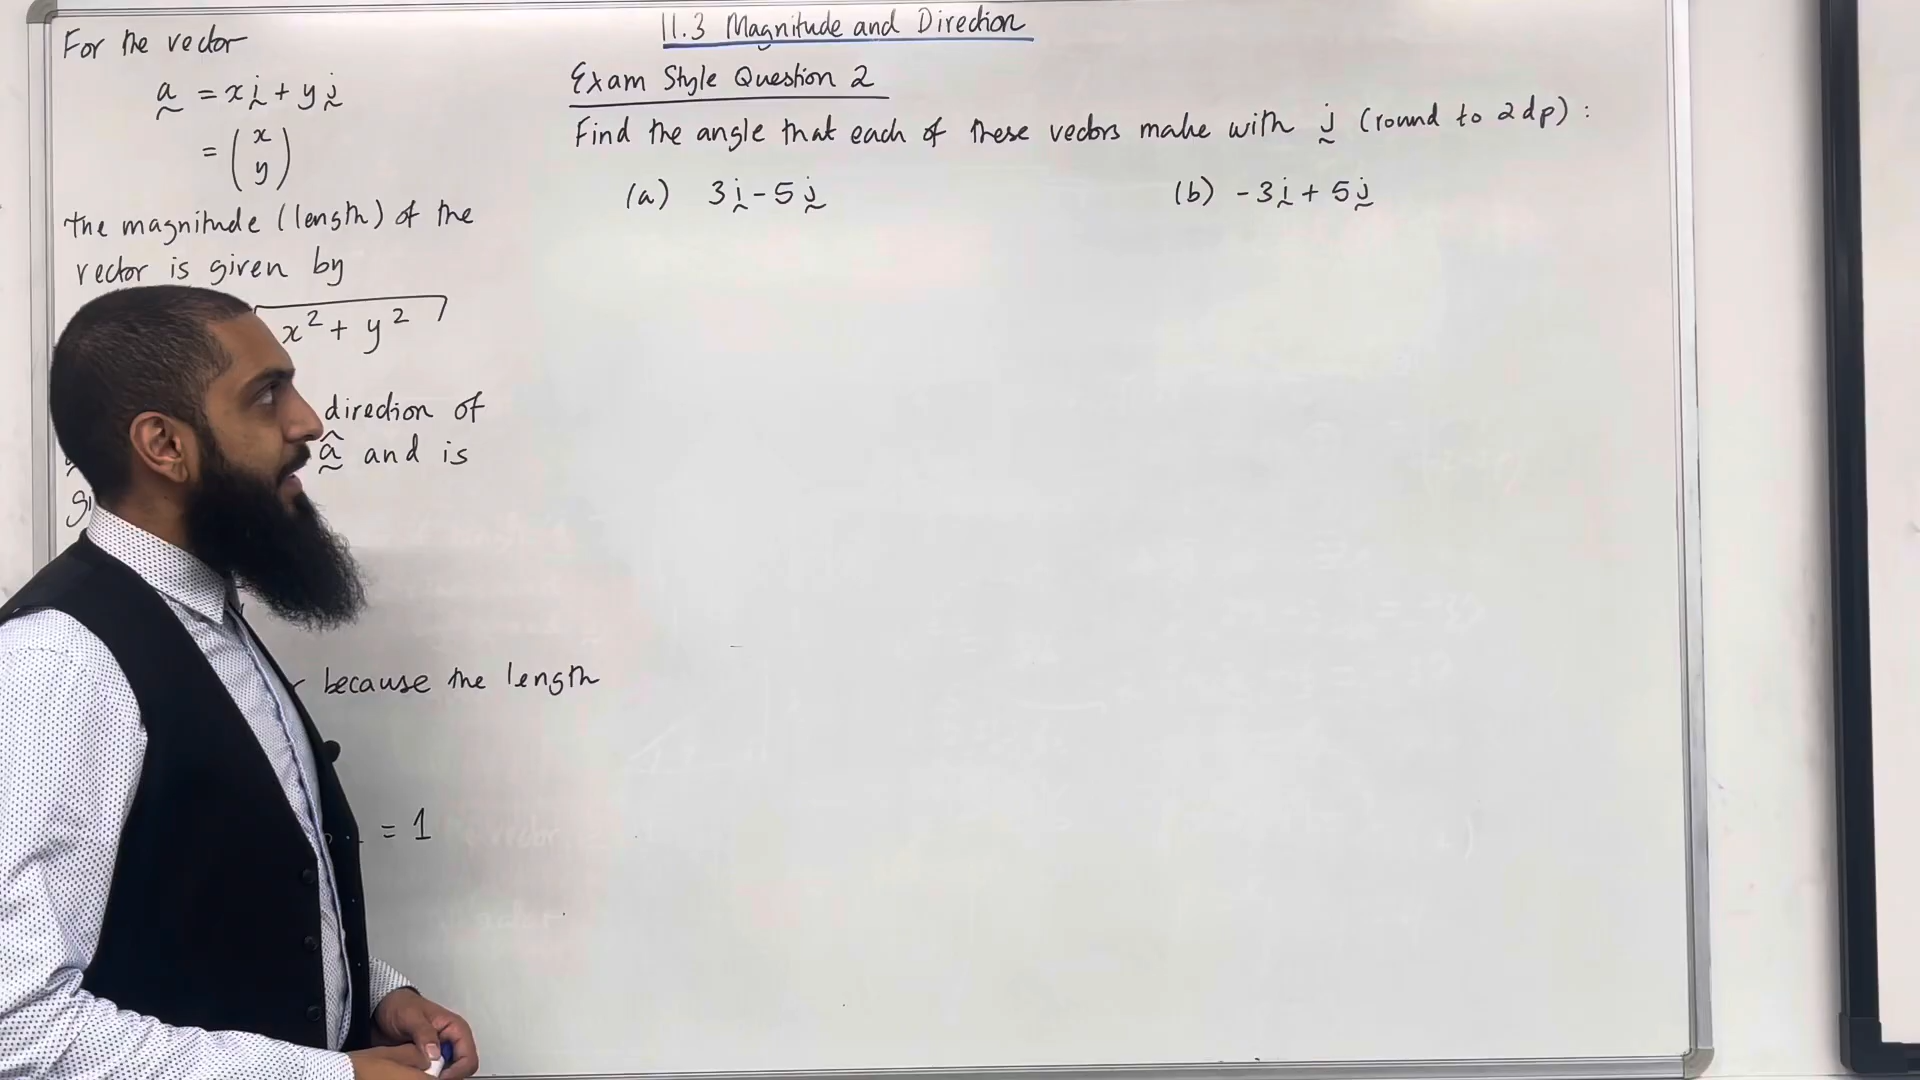 11.3 Magnitude and Direction
For the vector
a = xi + yj
= (x
y)
the magnitude (length) of the
vector is given by
√x² + y²
direction of
â and is
because the length
= 1
Exam Style Question 2
Find the angle that each of these vectors make with j (round to 2dp) :
(a) 3i - 5j
(b) -3i + 5j